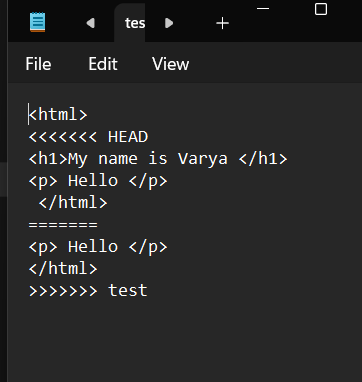 tes
File Edit View
<html>
<<<<<<< HEAD
<h1>My name is Varya </h1>
<p> Hello </p>
 </html>
=======
<p> Hello </p>
</html>
>>>>>>> test